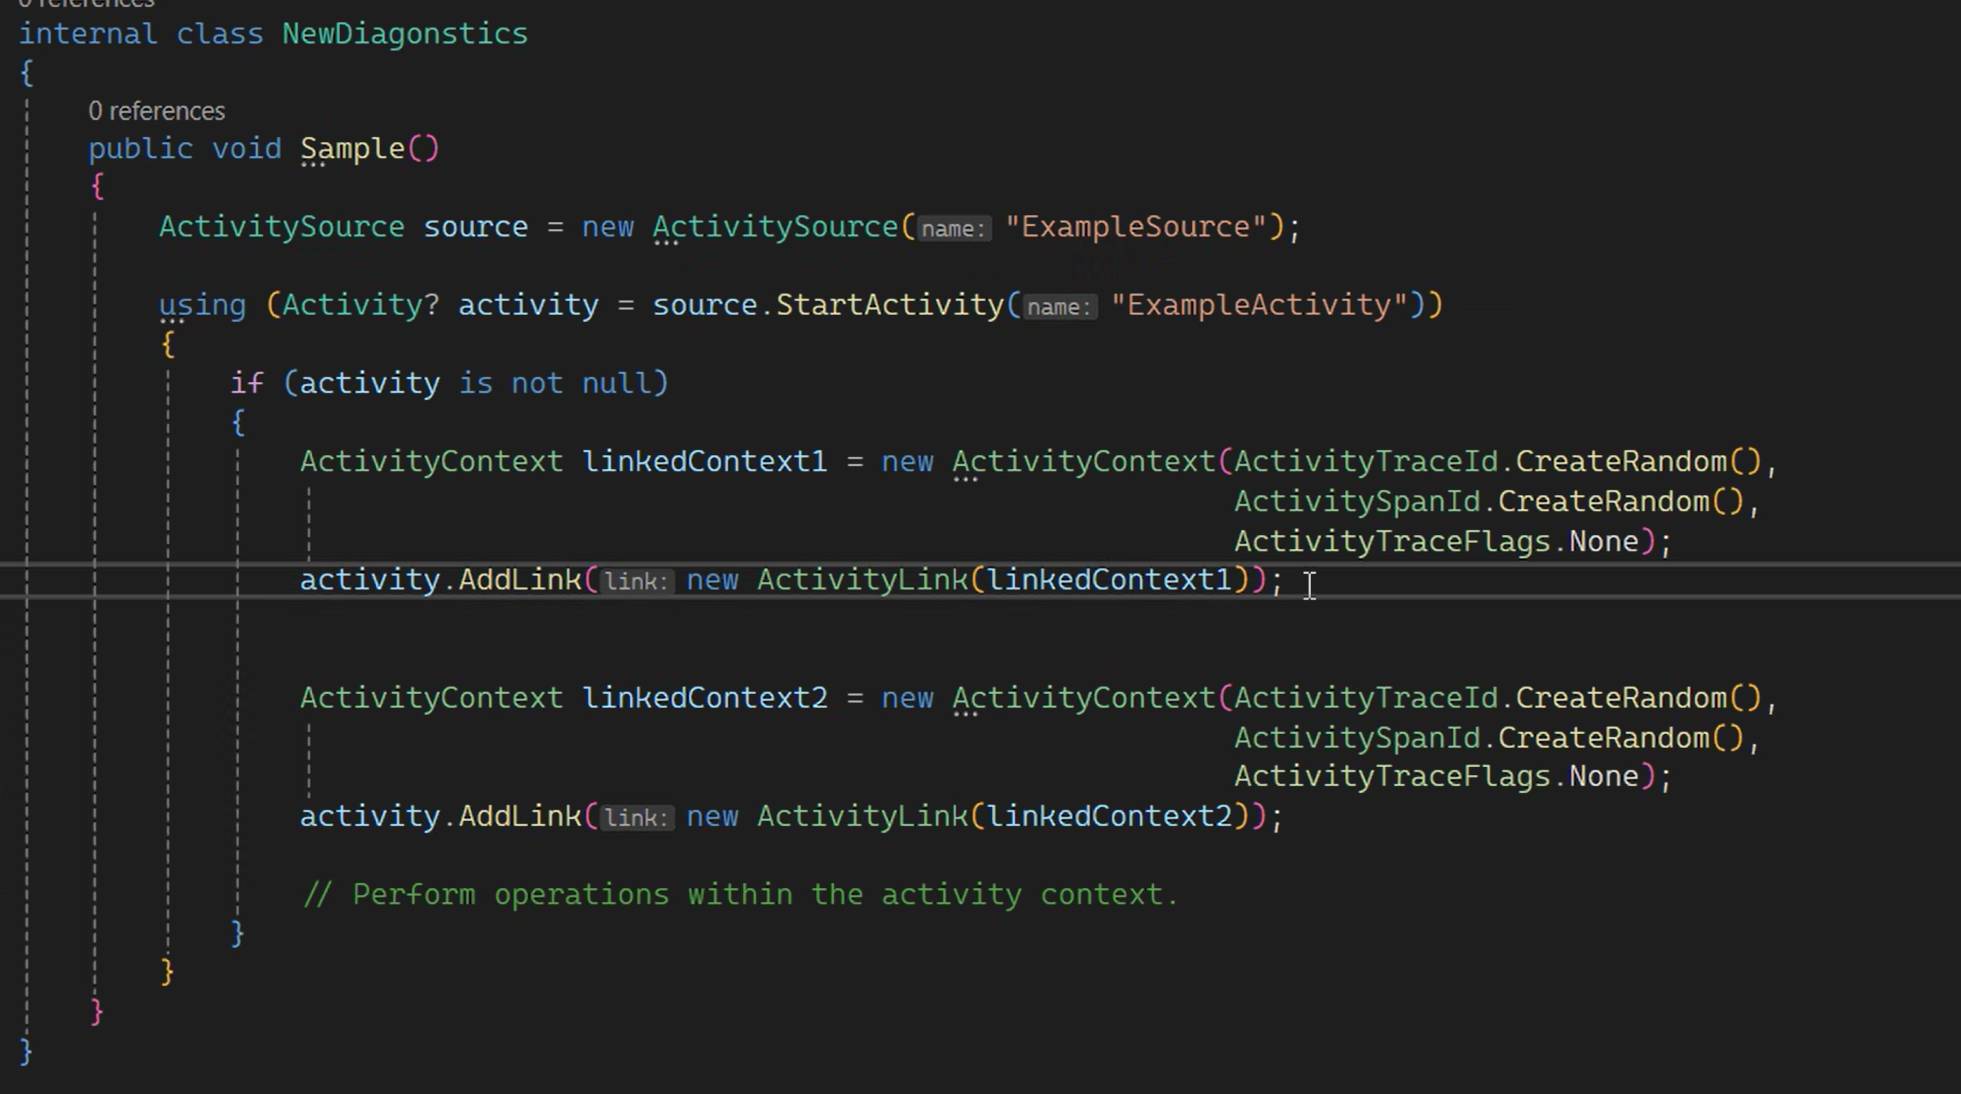 0 references
internal class NewDiagonstics
{
0 references
public void Sample()
{
ActivitySource source = new ActivitySource(name: "ExampleSource");
using (Activity? activity = source.StartActivity(name: "ExampleActivity"))
{
if (activity is not null)
{
ActivityContext linkedContext1 = new ActivityContext(ActivityTraceId.CreateRandom(),
ActivitySpanId.CreateRandom(),
ActivityTraceFlags.None);
activity.AddLink(link: new ActivityLink(linkedContext1));
ActivityContext linkedContext2 = new ActivityContext(ActivityTraceId.CreateRandom(),
ActivitySpanId.CreateRandom(),
ActivityTraceFlags.None);
activity.AddLink(link: new ActivityLink(linkedContext2));
// Perform operations within the activity context.
}
}
}
}